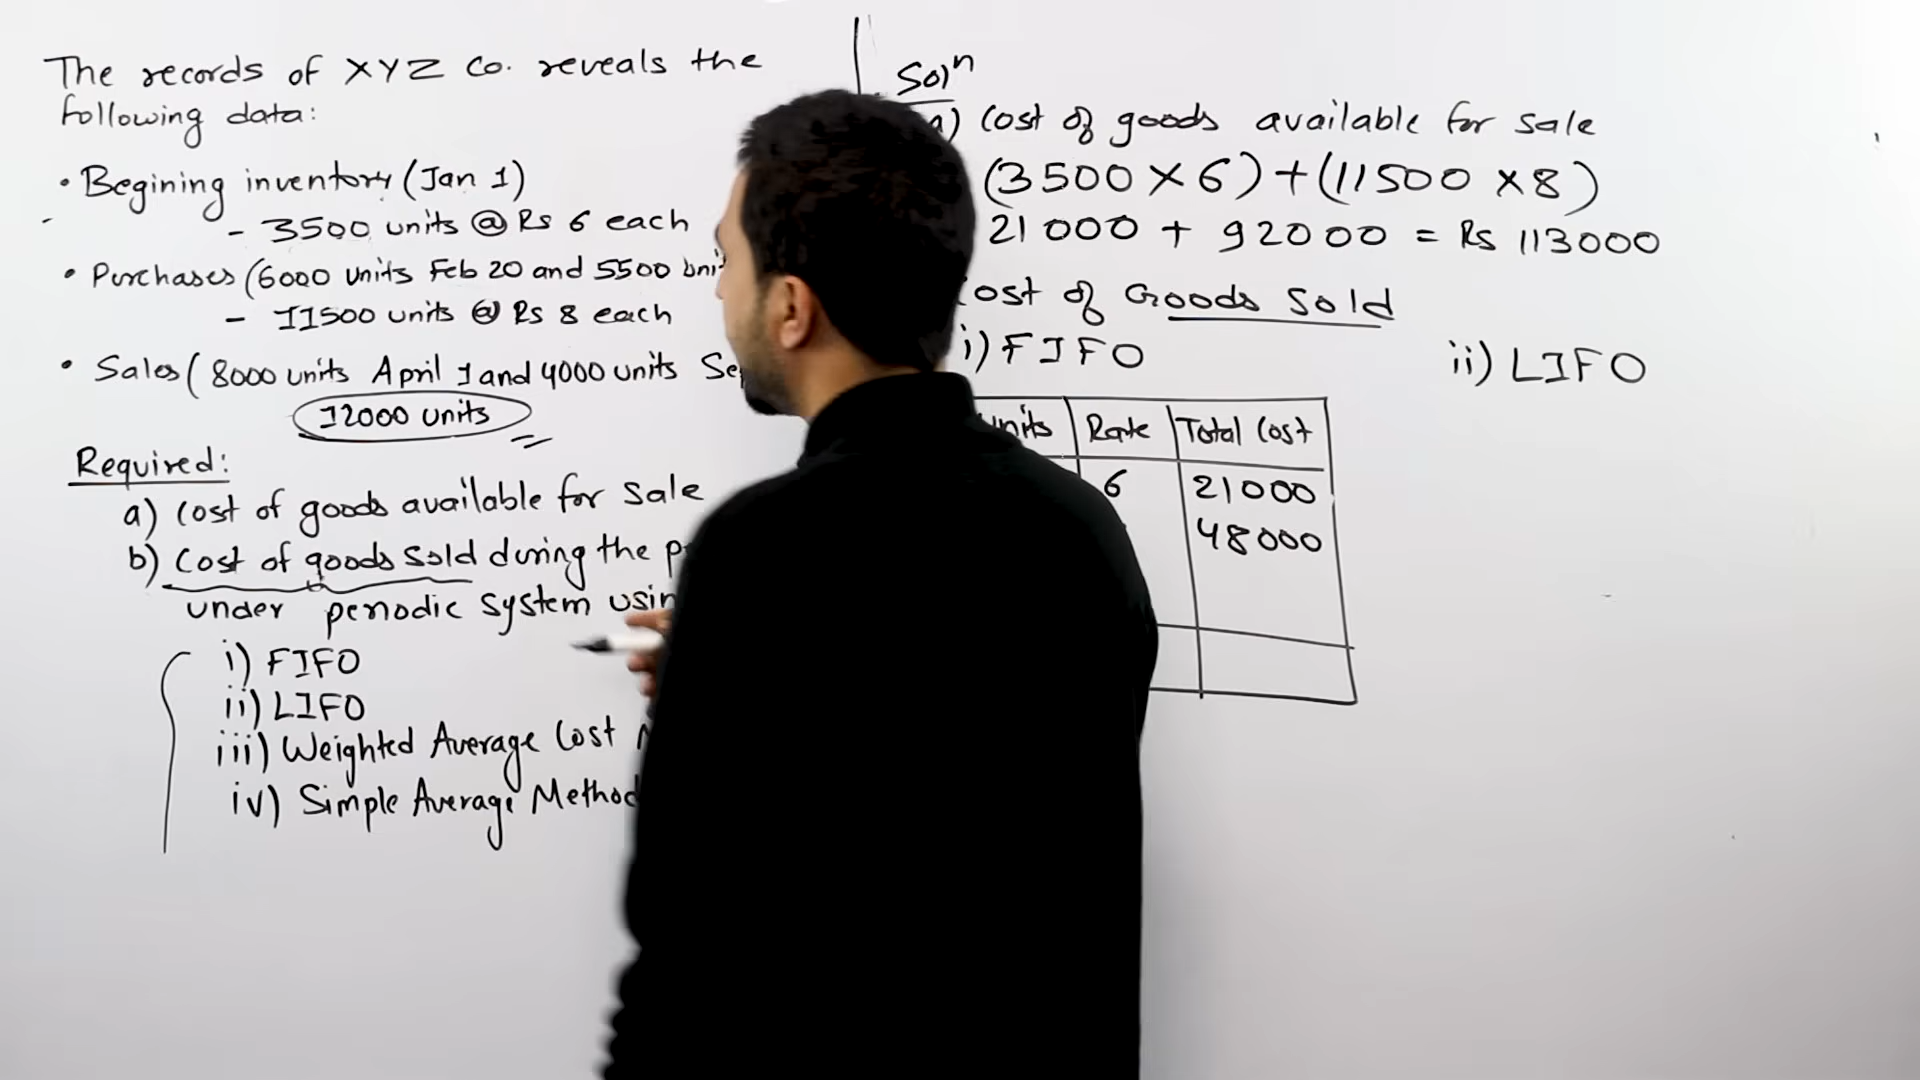 The records of XYZ Co. reveals the
following data:
• Begining inventory (Jan 1)
- 3500 units @ Rs 6 each
• Purchases (6000 units Feb 20 and 5500
- 11500 units @ Rs 8 each
• Sales (8000 units April 1 and 4000 units
12000 units
Required:
a) Cost of goods available for sale
b) Cost of goods sold during the
under periodic system
i) FIFO
ii) LIFO
iii) Weighted Average Cost
iv) Simple Average Method
Solⁿ
a) Cost of goods available for sale
(3500 × 6) + (11500 × 8)
21000 + 92000 = Rs 113000
Cost of Goods Sold
i) FIFO
ii) LIFO
Units Rate Total Cost
6 21000
48000